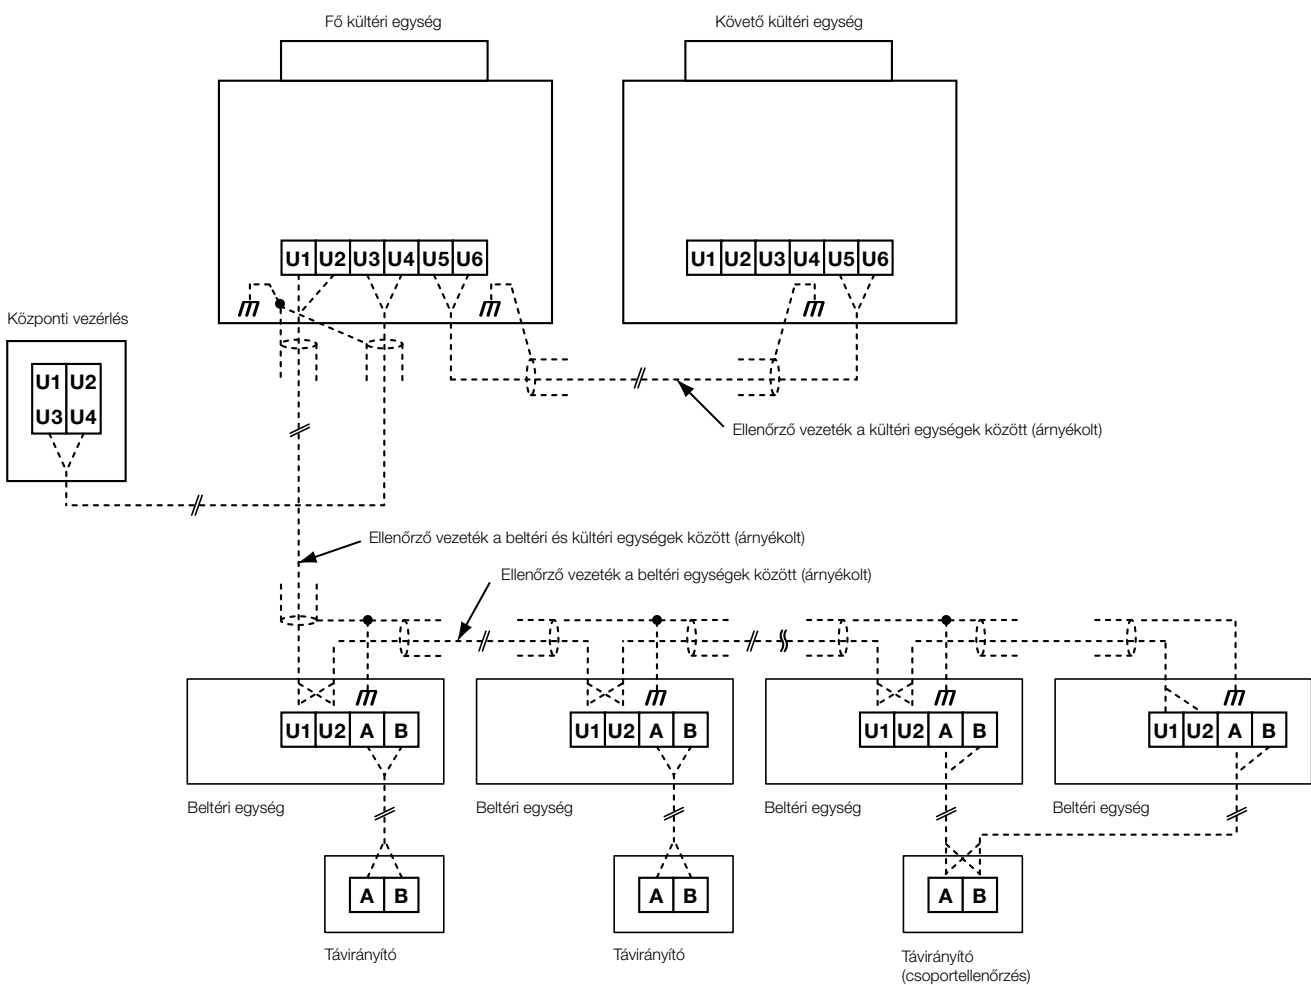 Fő kültéri egység
Követő kültéri egység
U1 U2 U3 U4 U5 U6
U1 U2 U3 U4 U5 U6
Központi vezérlés
U1 U2
U3 U4
Ellenőrző vezeték a kültéri egységek között (árnyékolt)
Ellenőrző vezeték a beltéri és kültéri egységek között (árnyékolt)
Ellenőrző vezeték a beltéri egységek között (árnyékolt)
U1 U2 A B
U1 U2 A B
U1 U2 A B
U1 U2 A B
Beltéri egység
Beltéri egység
Beltéri egység
Beltéri egység
A B
A B
A B
Távirányító
Távirányító
Távirányító
(csoportellenőrzés)